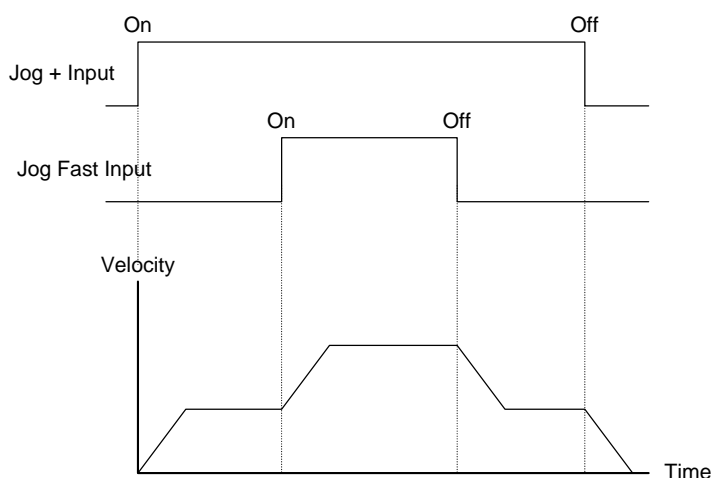 On
Off
Jog + Input
On
Off
Jog Fast Input
Velocity
Time